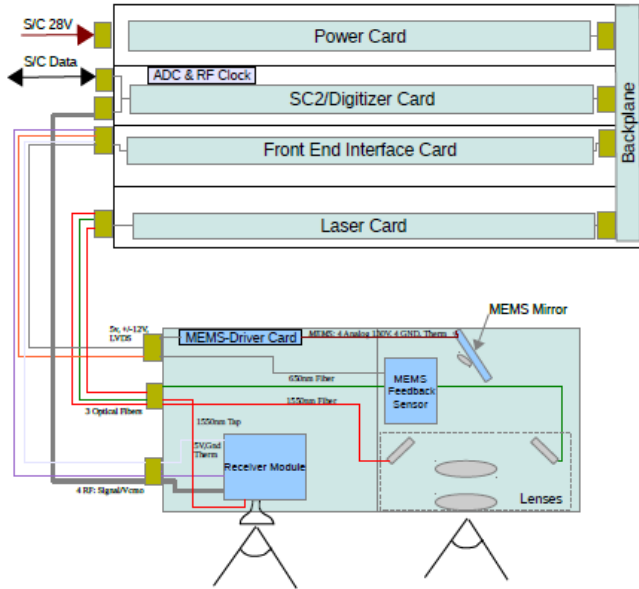 S/C 28V
Power Card
S/C Data
ADC & RF Clock
SC2/Digitizer Card
Backplane
Front End Interface Card
Laser Card
5v, +/-12V,
LVDS
MEMS-Driver Card
MEMS: 4 Analog 130V, 4 GND, Therm
MEMS Mirror
650nm Fiber
MEMS
Feedback
Sensor
1550nm Fiber
3 Optical Fibers
1550nm Tap
5V,Gnd
Therm
Receiver Module
4 RF: Signal/Vcmo
Lenses